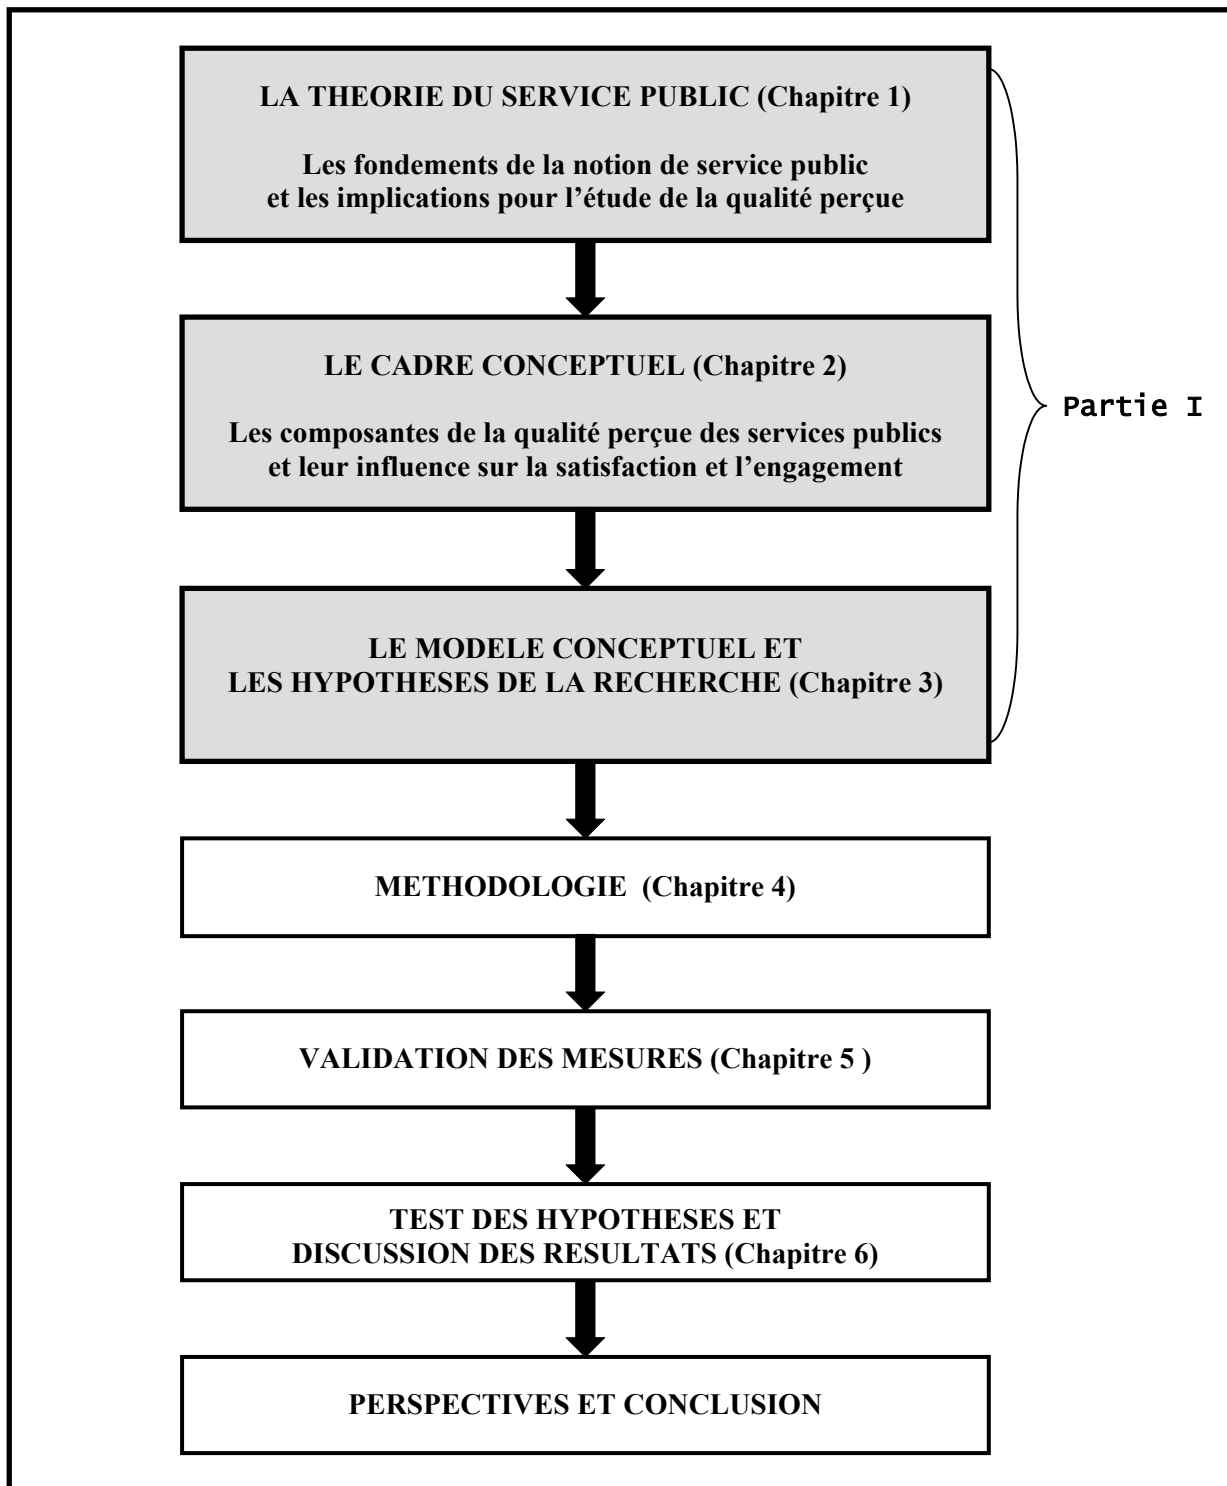 LA THEORIE DU SERVICE PUBLIC (Chapitre 1)
Les fondements de la notion de service public
et les implications pour l’étude de la qualité perçue
LE CADRE CONCEPTUEL (Chapitre 2)
Les composantes de la qualité perçue des services publics
et leur influence sur la satisfaction et l’engagement
Partie I
LE MODELE CONCEPTUEL ET
LES HYPOTHESES DE LA RECHERCHE (Chapitre 3)
METHODOLOGIE  (Chapitre 4)
VALIDATION DES MESURES (Chapitre 5 )
TEST DES HYPOTHESES ET
DISCUSSION DES RESULTATS (Chapitre 6)
PERSPECTIVES ET CONCLUSION